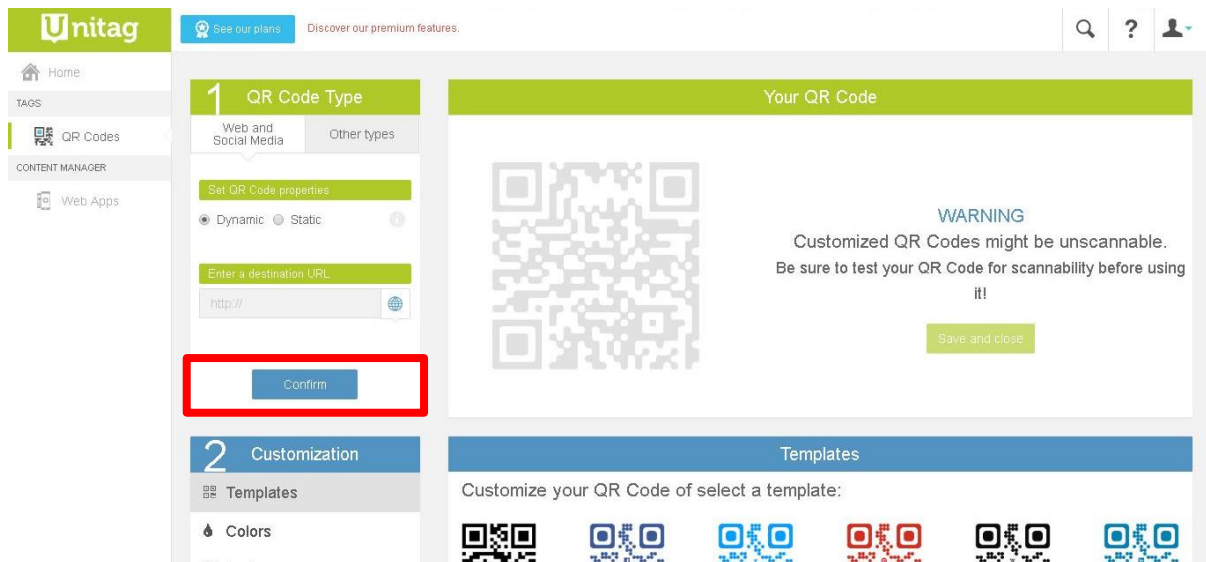 Unitag
See our plans
Discover our premium features.
?
Home
TAGS
QR Codes
CONTENT MANAGER
Web Apps
1 QR Code Type
Web and
Social Media
Other types
Set QR Code properties
Dynamic Static
Enter a destination URL
http://
Confirm
Your QR Code
WARNING
Customized QR Codes might be unscannable.
Be sure to test your QR Code for scannability before using
it!
Save and close
2 Customization
Templates
Colors
Templates
Customize your QR Code of select a template: